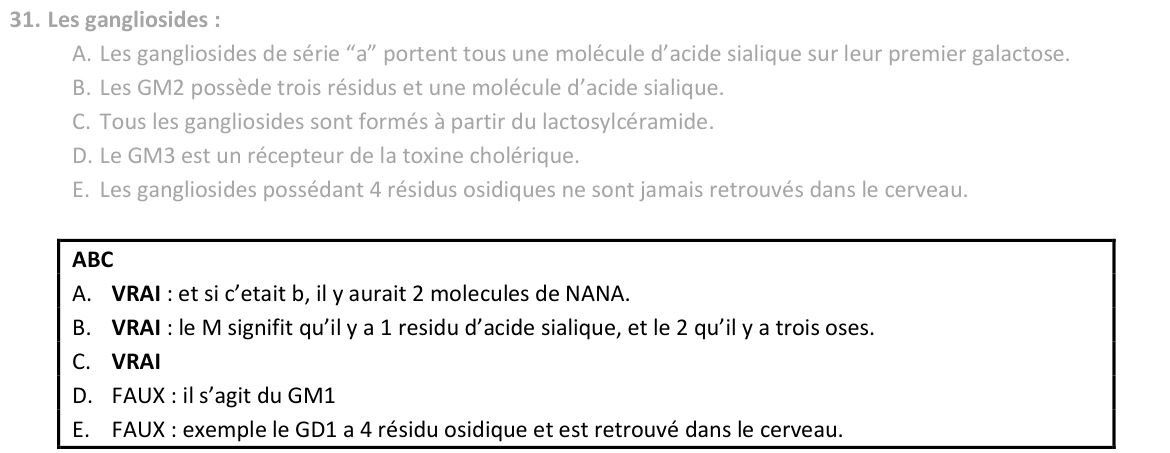 31. Les gangliosides :
A. Les gangliosides de série “a” portent tous une molécule d’acide sialique sur leur premier galactose.
B. Les GM2 possède trois résidus et une molécule d’acide sialique.
C. Tous les gangliosides sont formés à partir du lactosylcéramide.
D. Le GM3 est un récepteur de la toxine cholérique.
E. Les gangliosides possédant 4 résidus osidiques ne sont jamais retrouvés dans le cerveau.
ABC
A. VRAI : et si c’etait b, il y aurait 2 molecules de NANA.
B. VRAI : le M signifit qu’il y a 1 residu d’acide sialique, et le 2 qu’il y a trois oses.
C. VRAI
D. FAUX : il s’agit du GM1
E. FAUX : exemple le GD1 a 4 résidu osidique et est retrouvé dans le cerveau.